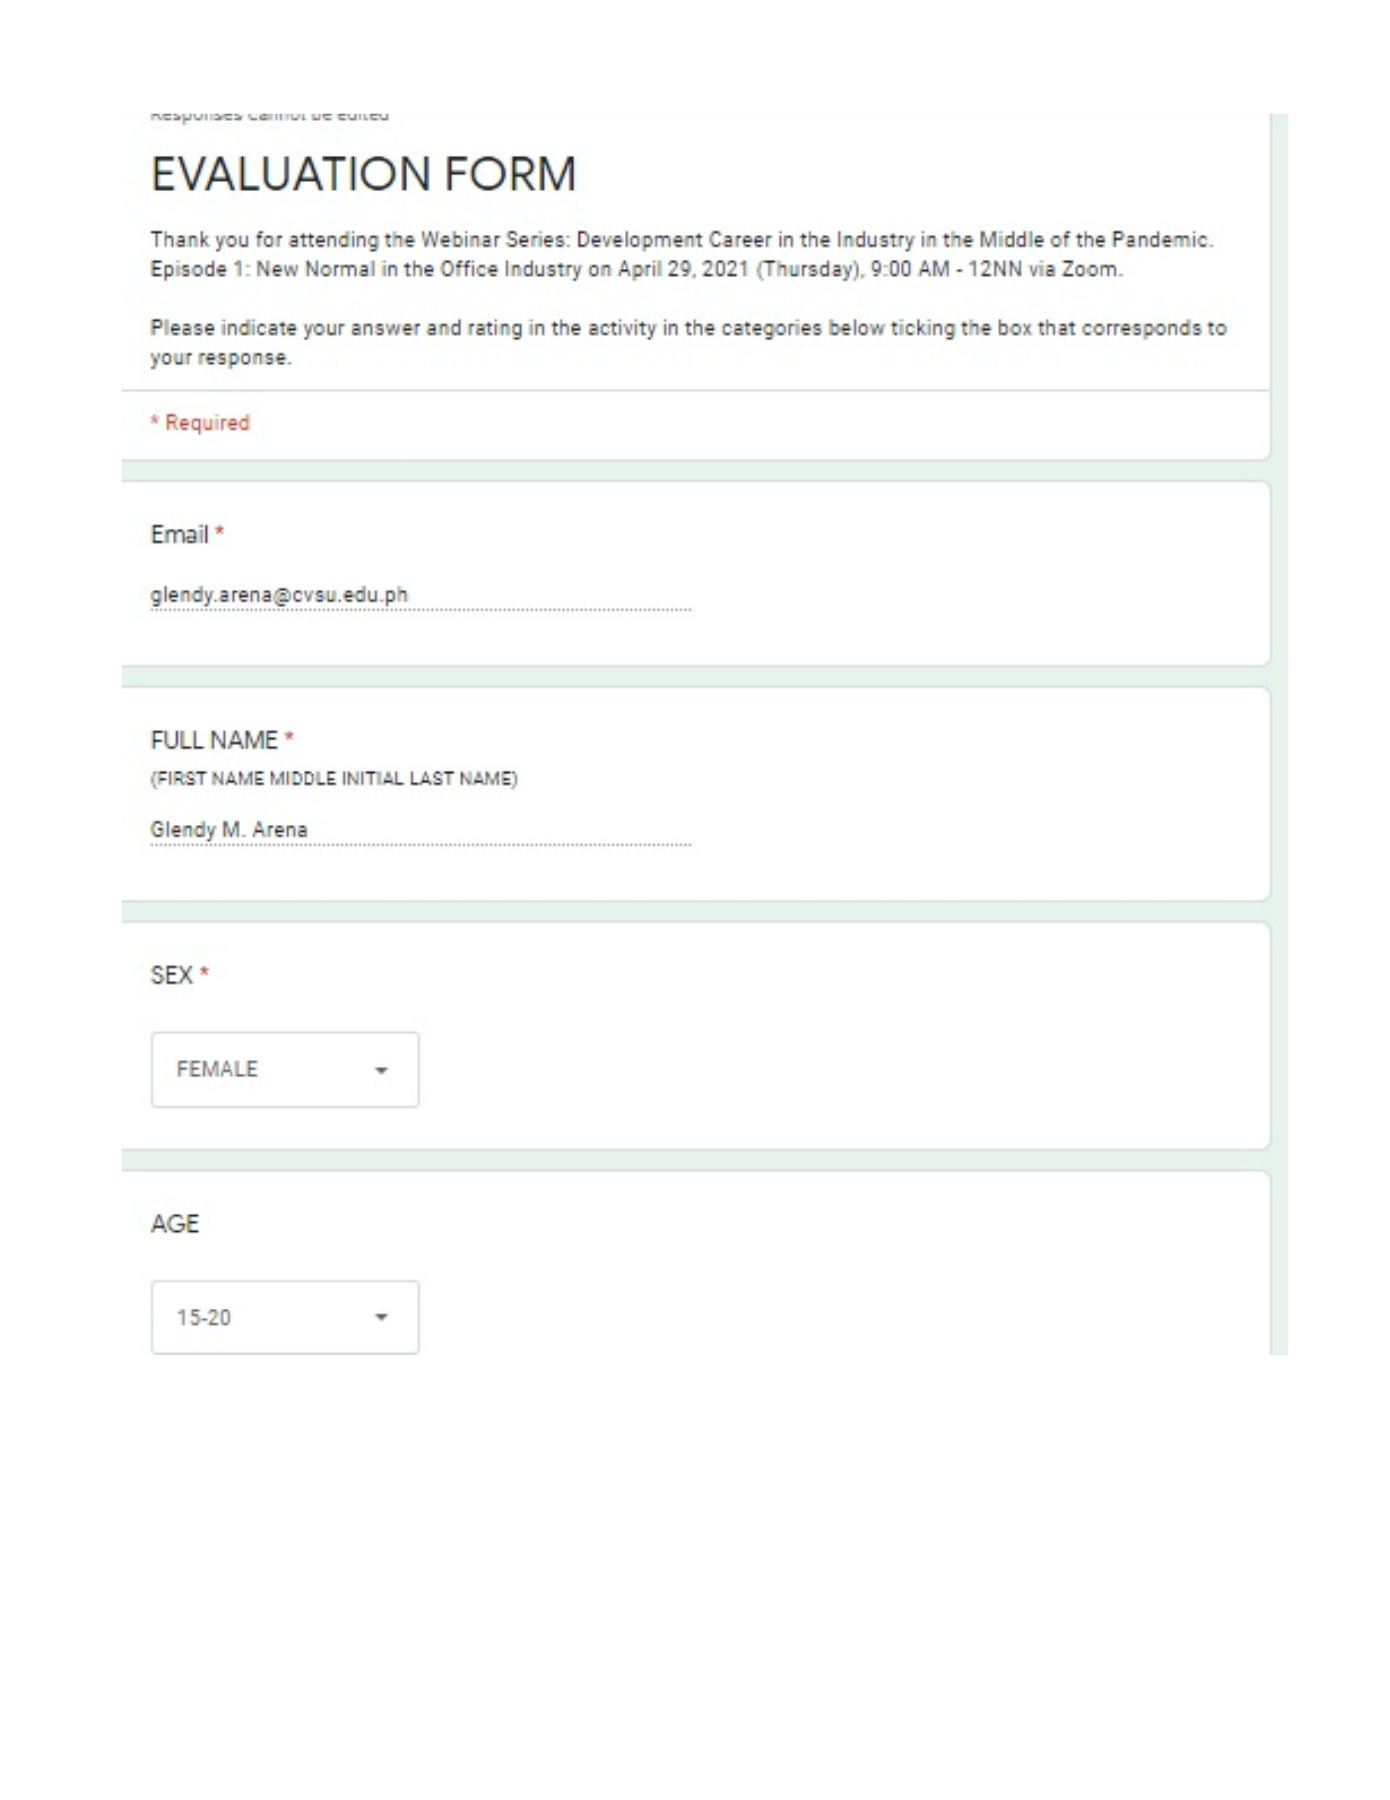 Responses cannot be edited
EVALUATION FORM
Thank you for attending the Webinar Series: Development Career in the Industry in the Middle of the Pandemic.
Episode 1: New Normal in the Office Industry on April 29, 2021 (Thursday), 9:00 AM - 12NN via Zoom.
Please indicate your answer and rating in the activity in the categories below ticking the box that corresponds to
your response.
* Required
Email *
glendy.arena@cvsu.edu.ph
FULL NAME *
(FIRST NAME MIDDLE INITIAL LAST NAME)
Glendy M. Arena
SEX *
FEMALE
AGE
15-20